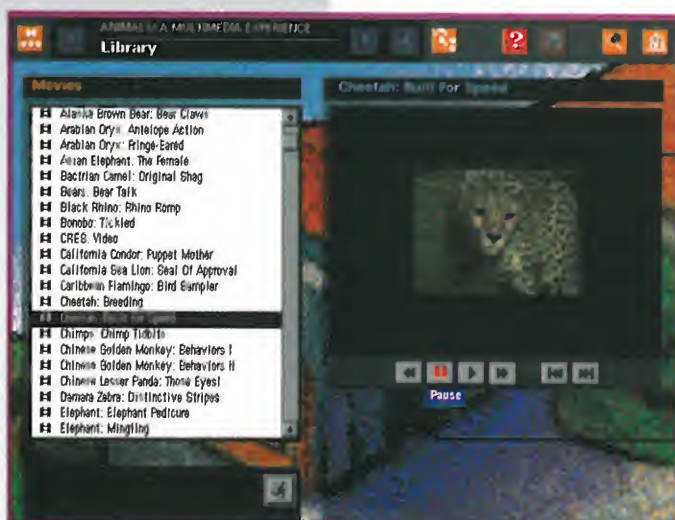 ANIMALS! A MULTIMEDIA EXPERIENCE
Library
Movies
Alaska Brown Bear: Bear Claws
Arabian Oryx: Antelope Action
Arabian Oryx: Fringe-Eared
Asian Elephant: The Female
Bactrian Camel: Original Shag
Bears: Bear Talk
Black Rhino: Rhino Romp
Bonobo: Tickled
CRES: Video
California Condor: Puppet Mother
California Sea Lion: Seal Of Approval
Caribbean Flamingo: Bird Sampler
Cheetah: Breeding
Cheetah: Built For Speed
Chimps: Chimp Tidbits
Chinese Golden Monkey: Behaviors I
Chinese Golden Monkey: Behaviors II
Chinese Lesser Panda: Those Eyes!
Damara Zebra: Distinctive Stripes
Elephant: Elephant Pedicure
Elephant: Mingling
Cheetah: Built For Speed
Pause